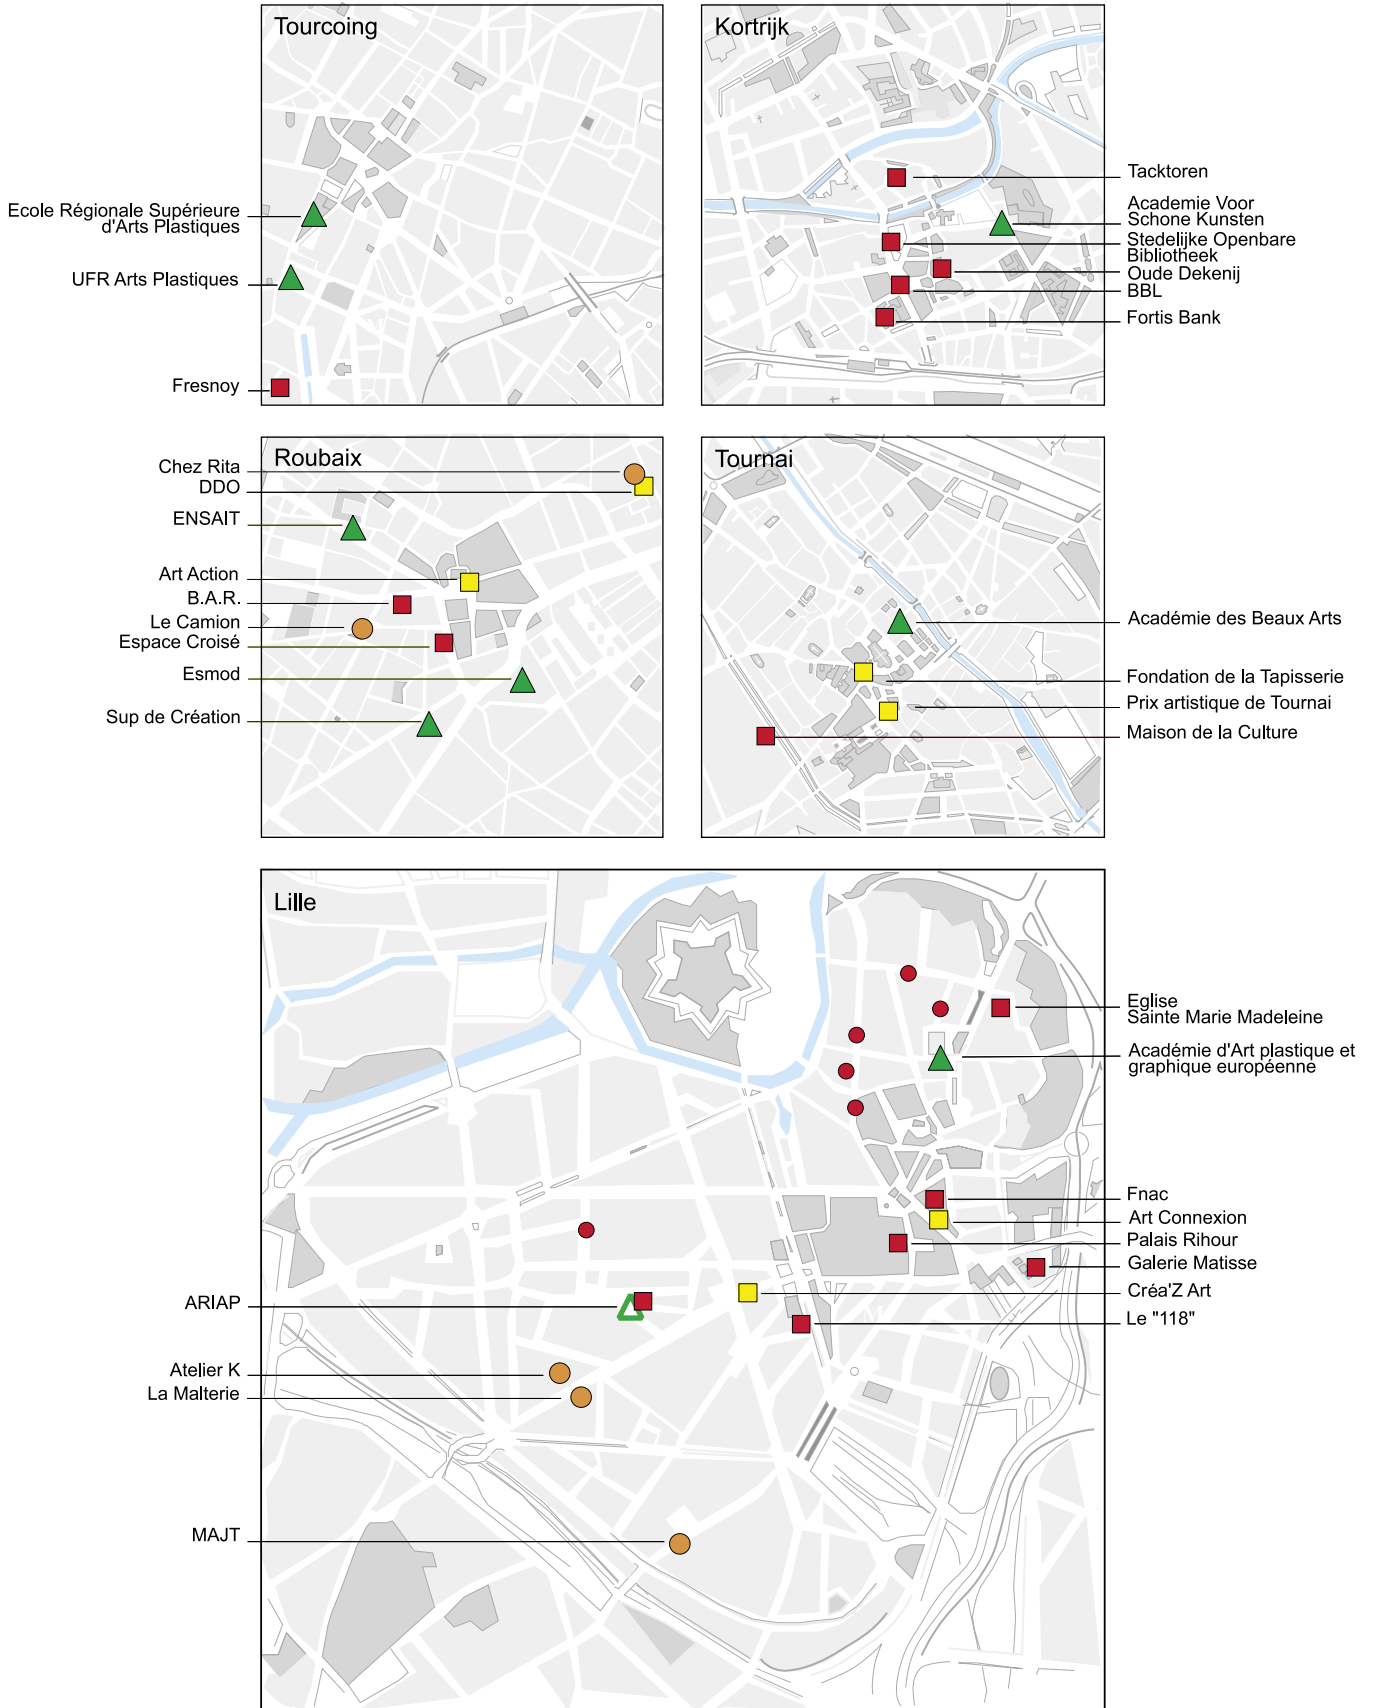 Tourcoing
Ecole Régionale Supérieure
d'Arts Plastiques
UFR Arts Plastiques
Fresnoy
Kortrijk
Tacktoren
Academie Voor
Schone Kunsten
Stedelijke Openbare
Bibliotheek
Oude Dekenij
BBL
Fortis Bank
Roubaix
Chez Rita
DDO
ENSAIT
Art Action
B.A.R.
Le Camion
Espace Croisé
Esmod
Sup de Création
Tournai
Académie des Beaux Arts
Fondation de la Tapisserie
Prix artistique de Tournai
Maison de la Culture
Lille
Eglise
Sainte Marie Madeleine
Académie d'Art plastique et
graphique européenne
Fnac
Art Connexion
Palais Rihour
Galerie Matisse
Créa'Z Art
Le "118"
ARIAP
Atelier K
La Malterie
MAJT